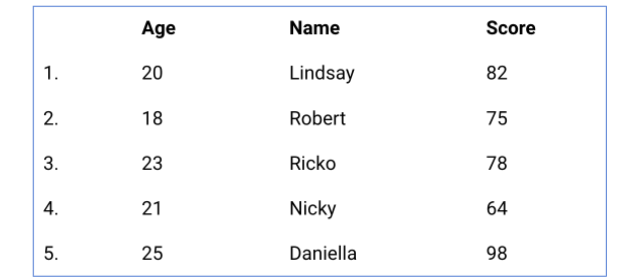 Age Name Score
1. 20 Lindsay 82
2. 18 Robert 75
3. 23 Ricko 78
4. 21 Nicky 64
5. 25 Daniella 98